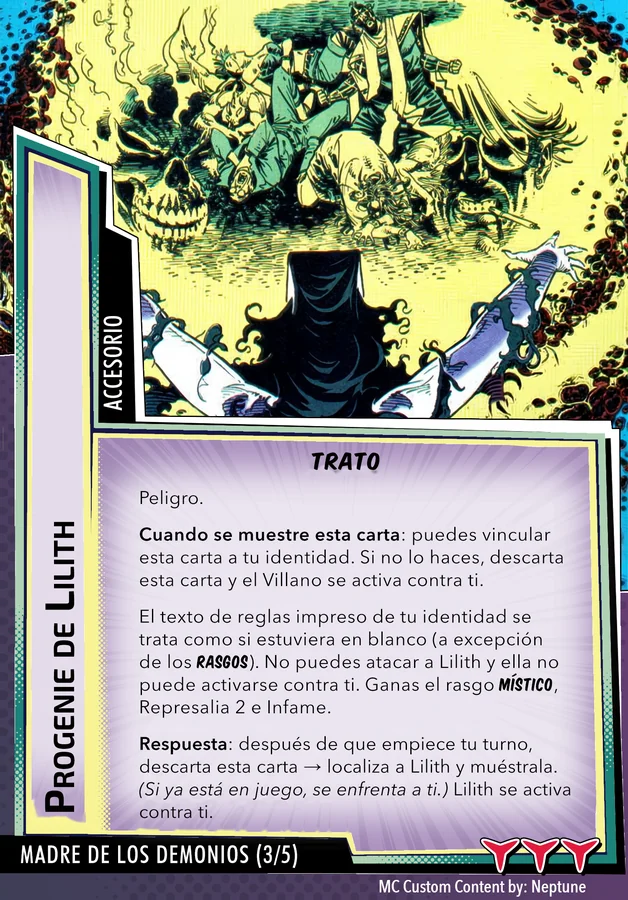 PROGENIE DE LILITH
ACCESORIO
TRATO
Peligro.
Cuando se muestre esta carta: puedes vincular
esta carta a tu identidad. Si no lo haces, descarta
esta carta y el Villano se activa contra ti.
El texto de reglas impreso de tu identidad se
trata como si estuviera en blanco (a excepción
de los RASGOS). No puedes atacar a Lilith y ella no
puede activarse contra ti. Ganas el rasgo MÍSTICO,
Represalia 2 e Infame.
Respuesta: después de que empiece tu turno,
descarta esta carta → localiza a Lilith y muéstrala.
(Si ya está en juego, se enfrenta a ti.) Lilith se activa
contra ti.
MADRE DE LOS DEMONIOS (3/5)
MC Custom Content by: Neptune